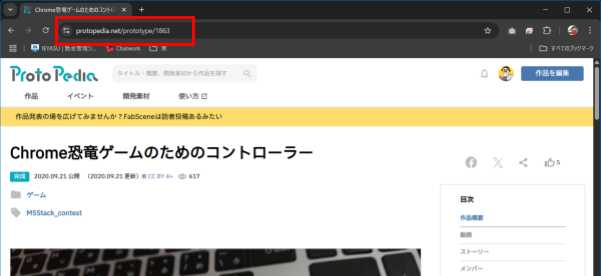 Chrome恐竜ゲームのためのコントロ
protopedia.net/prototype/1863
Chatwork
家
すべてのブックマーク
ProtoPedia
タイトル・概要、開発素材から作品を探す
作品を編集
作品
イベント
開発素材
使い方
作品発表の場を広げてみませんか？FabSceneは読者投稿あるみたい
Chrome恐竜ゲームのためのコントローラー
完成
2020.09.21 公開
（2020.09.21 更新）
CC BY 4+
617
5
ゲーム
M5Stack_contest
目次
作品概要
動画
ストーリー
メンバー